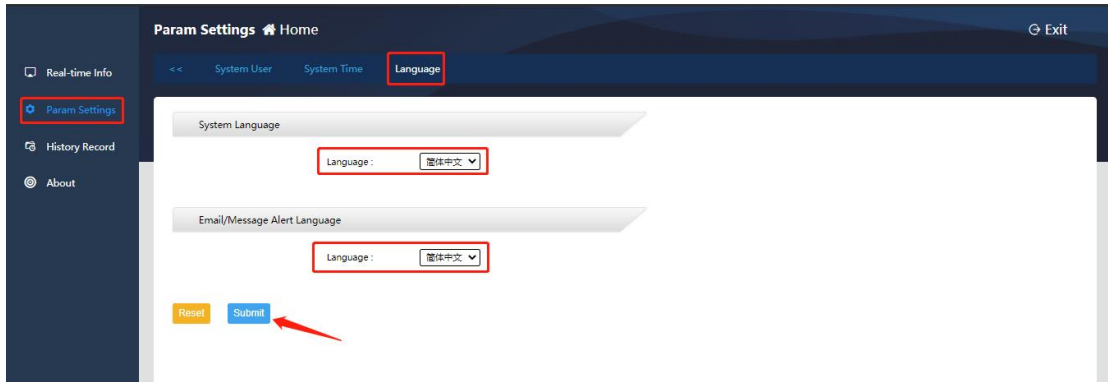 Param Settings Home
Exit
Real-time Info
Param Settings
History Record
About
<< System User System Time Language
System Language
Language : 简体中文
Email/Message Alert Language
Language : 简体中文
Reset Submit